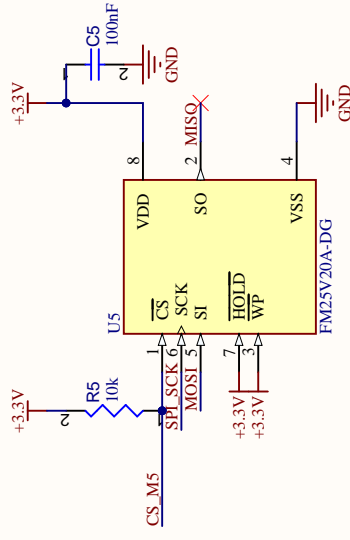 +3.3V
C5
100nF
1
2
GND
MISO
GND
8
2
4
VDD
SO
VSS
U5
FM25V20A-DG
CS
SCK
SI
HOLD
WP
1
6
5
7
3
+3.3V
R5
10k
2
1
SPI_SCK
MOSI
+3.3V
+3.3V
CS_M5